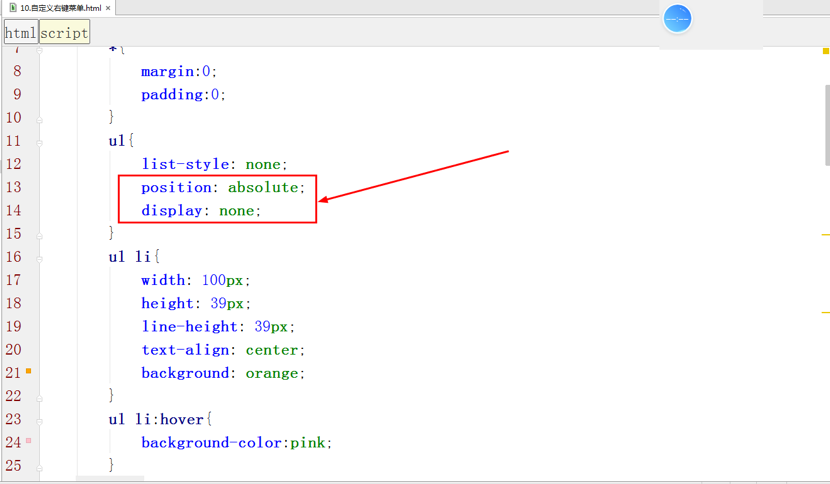 10.自定义右键菜单.html ×
html script
7 *{
8 margin:0;
9 padding:0;
10 }
11 ul{
12 list-style: none;
13 position: absolute;
14 display: none;
15 }
16 ul li{
17 width: 100px;
18 height: 39px;
19 line-height: 39px;
20 text-align: center;
21 background: orange;
22 }
23 ul li:hover{
24 background-color:pink;
25 }